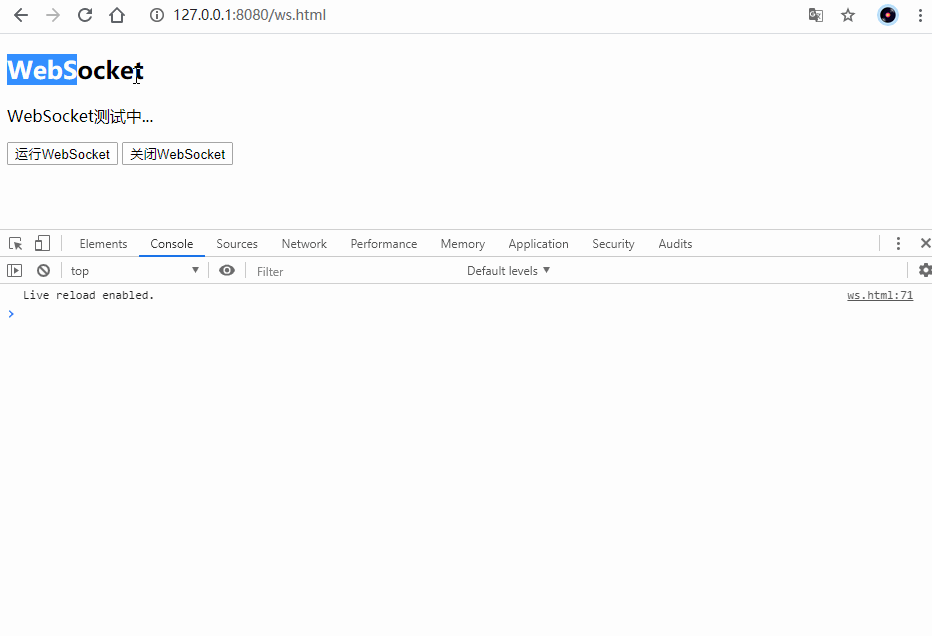 127.0.0.1:8080/ws.html
WebSocket
WebSocket测试中...
运行WebSocket 关闭WebSocket
Elements Console Sources Network Performance Memory Application Security Audits
top Filter Default levels
Live reload enabled. ws.html:71